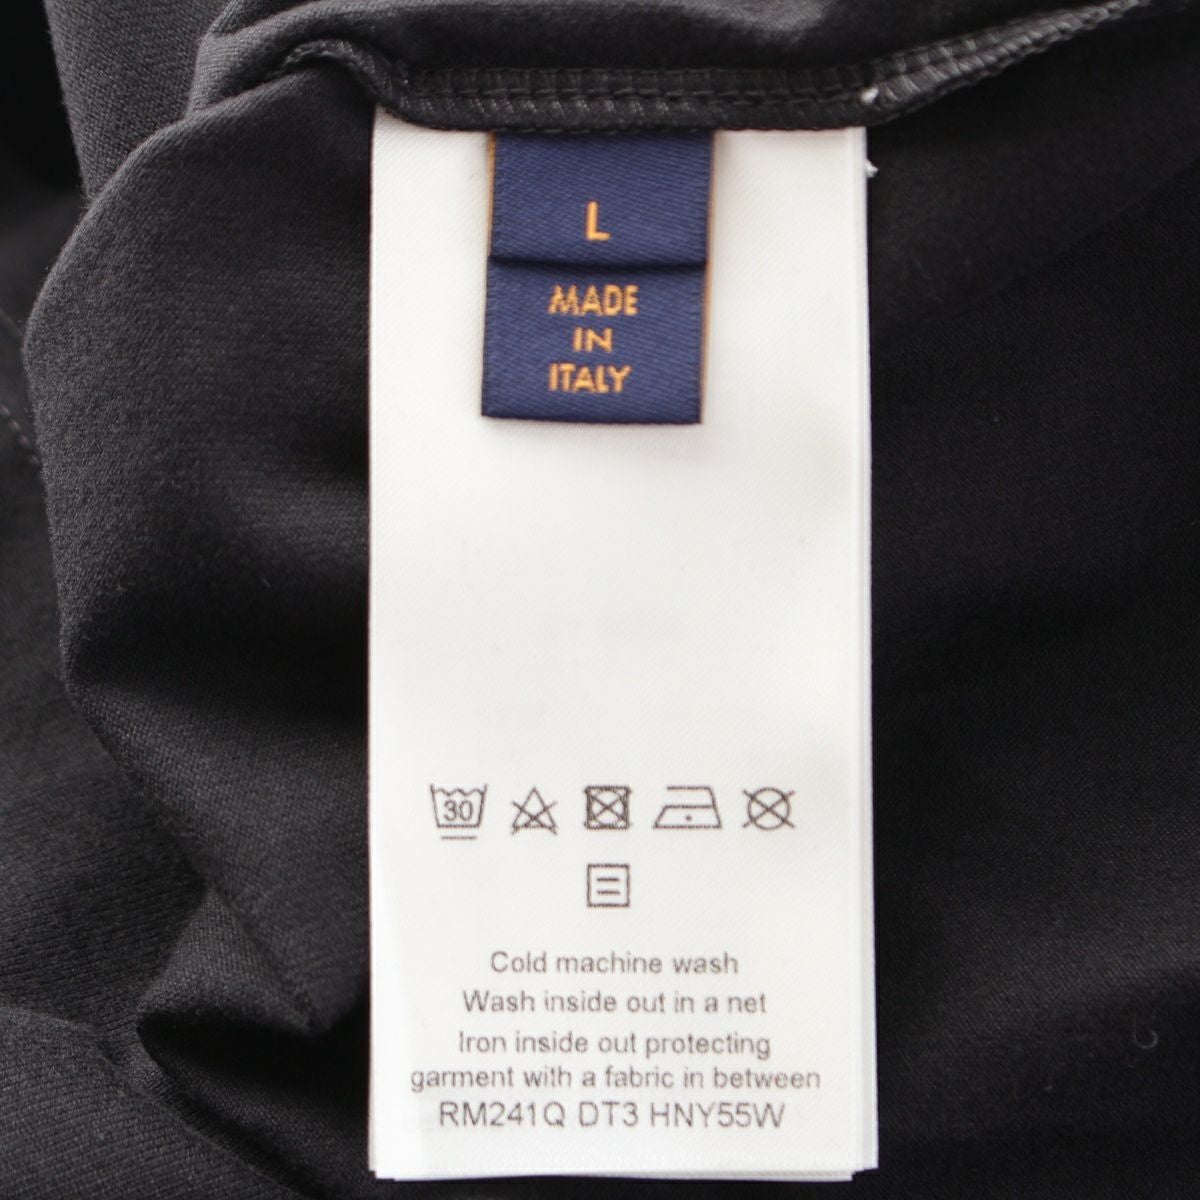 L
MADE
IN
ITALY
30
Cold machine wash
Wash inside out in a net
Iron inside out protecting
garment with a fabric in between
RM241Q DT3 HNY55W